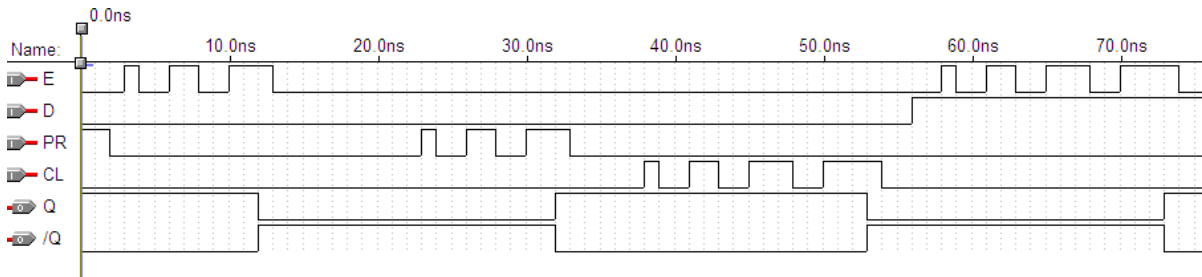 0.0ns
Name: 10.0ns 20.0ns 30.0ns 40.0ns 50.0ns 60.0ns 70.0ns
I E
I D
I PR
I CL
O Q
O /Q